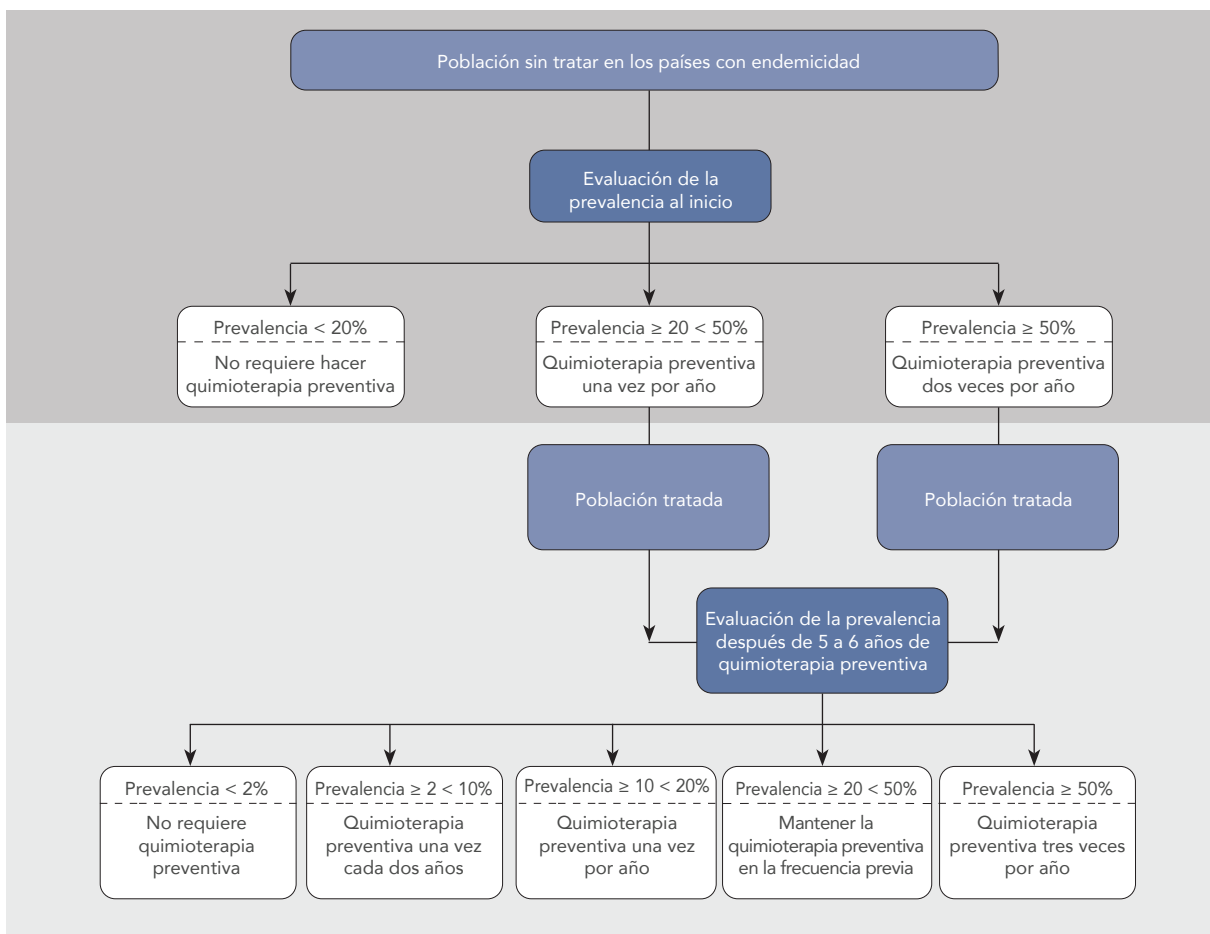 Población sin tratar en los países con endemicidad
Evaluación de la
prevalencia al inicio
Prevalencia < 20%
No requiere hacer
quimioterapia preventiva
Prevalencia ≥ 20 < 50%
Quimioterapia preventiva
una vez por año
Prevalencia ≥ 50%
Quimioterapia preventiva
dos veces por año
Población tratada
Población tratada
Evaluación de la prevalencia
después de 5 a 6 años de
quimioterapia preventiva
Prevalencia < 2%
No requiere
quimioterapia
preventiva
Prevalencia ≥ 2 < 10%
Quimioterapia
preventiva una vez
cada dos años
Prevalencia ≥ 10 < 20%
Quimioterapia
preventiva una vez
por año
Prevalencia ≥ 20 < 50%
Mantener la
quimioterapia preventiva
en la frecuencia previa
Prevalencia ≥ 50%
Quimioterapia
preventiva tres veces
por año